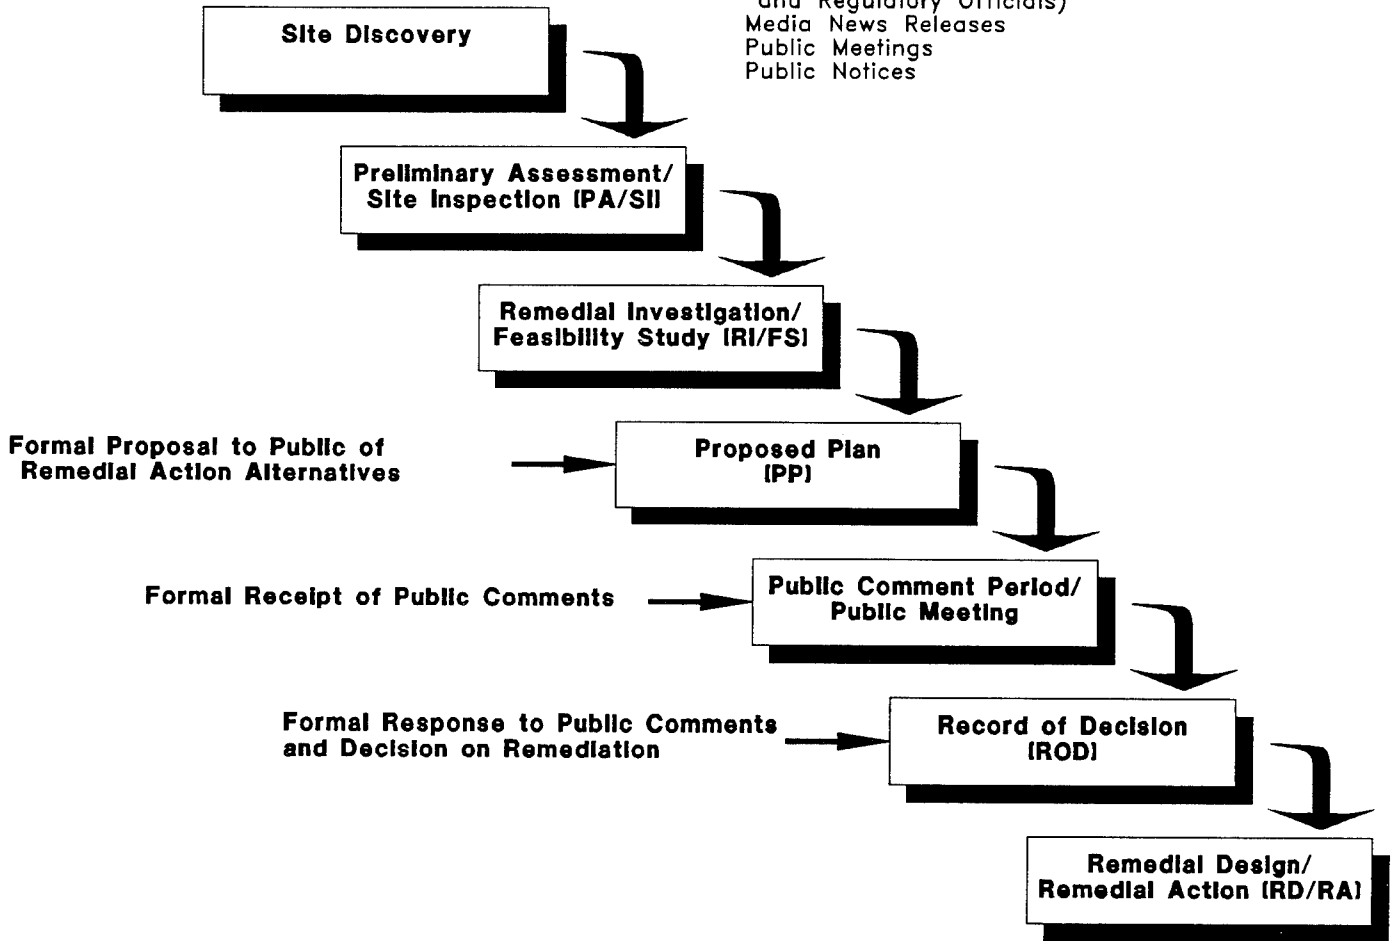 and Regulatory Officials)
Media News Releases
Public Meetings
Public Notices
Site Discovery
Preliminary Assessment/
Site Inspection (PA/SI)
Remedial Investigation/
Feasibility Study (RI/FS)
Formal Proposal to Public of
Remedial Action Alternatives
Proposed Plan
(PP)
Formal Receipt of Public Comments
Public Comment Period/
Public Meeting
Formal Response to Public Comments
and Decision on Remediation
Record of Decision
(ROD)
Remedial Design/
Remedial Action (RD/RA)